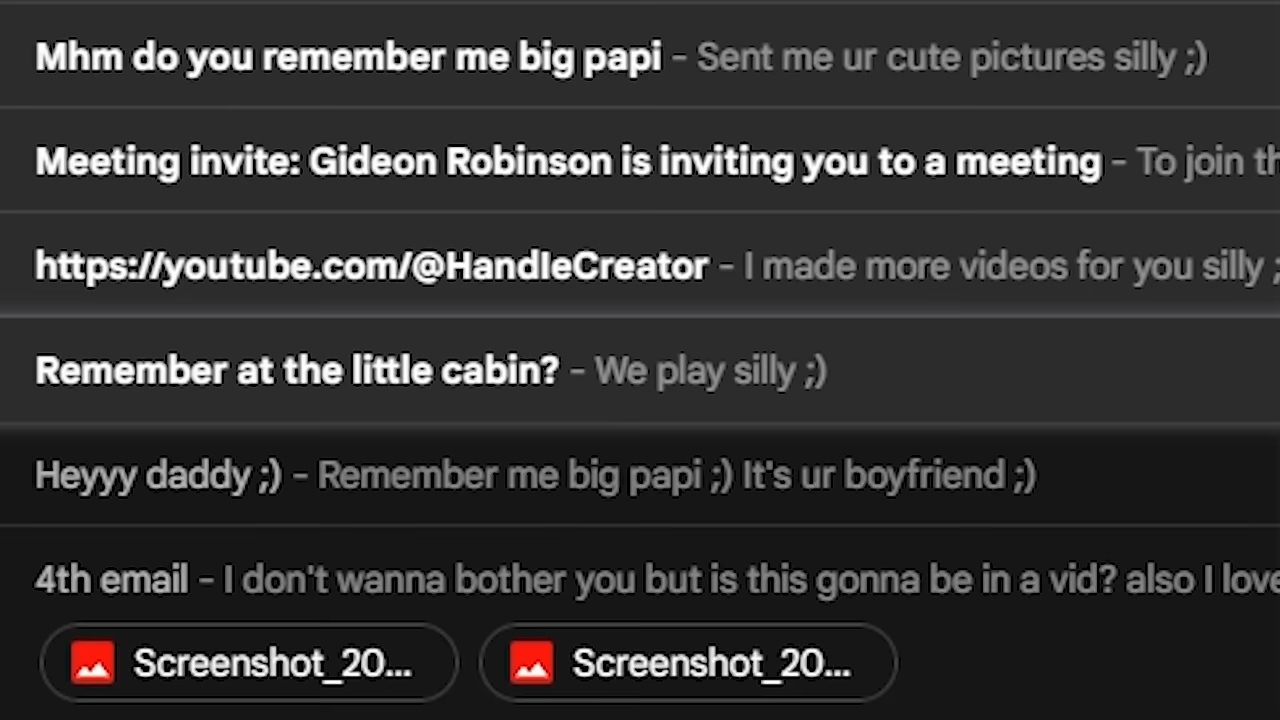 Mhm do you remember me big papi - Sent me ur cute pictures silly ;)
Meeting invite: Gideon Robinson is inviting you to a meeting - To join th
https://youtube.com/@HandleCreator - I made more videos for you silly ;
Remember at the little cabin? - We play silly ;)
Heyyy daddy ;) - Remember me big papi ;) It's ur boyfriend ;)
4th email - I don't wanna bother you but is this gonna be in a vid? also I love
Screenshot_20... Screenshot_20...